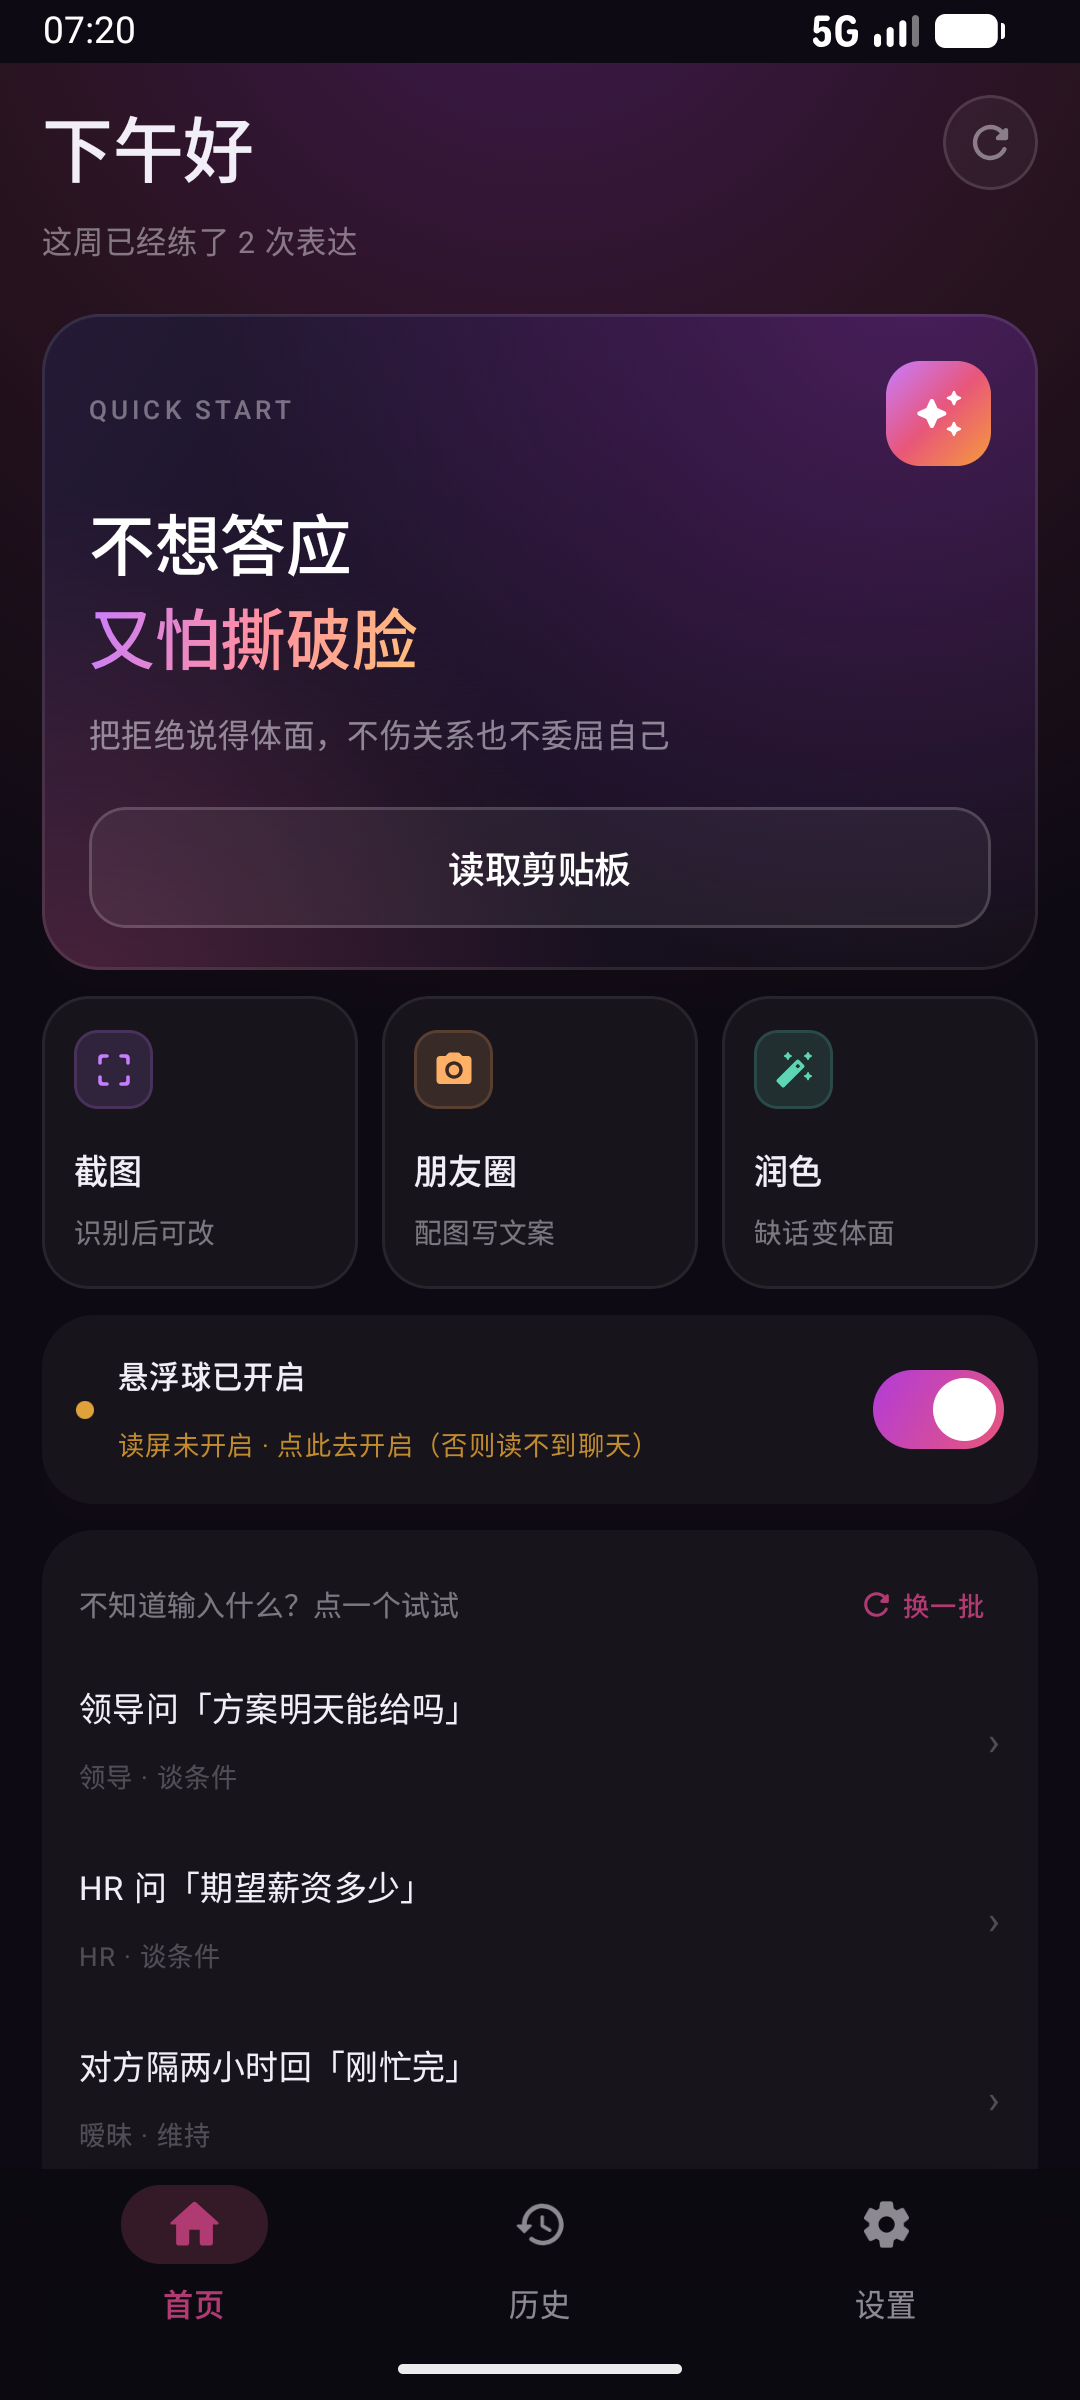 07:20
5G
下午好
这周已经练了 2 次表达
QUICK START
不想答应
又怕撕破脸
把拒绝说得体面，不伤关系也不委屈自己
读取剪贴板
截图
识别后可改
朋友圈
配图写文案
润色
缺话变体面
悬浮球已开启
读屏未开启 · 点此去开启（否则读不到聊天）
不知道输入什么？点一个试试
换一批
领导问「方案明天能给吗」
领导 · 谈条件
HR 问「期望薪资多少」
HR · 谈条件
对方隔两小时回「刚忙完」
暧昧 · 维持
首页
历史
设置